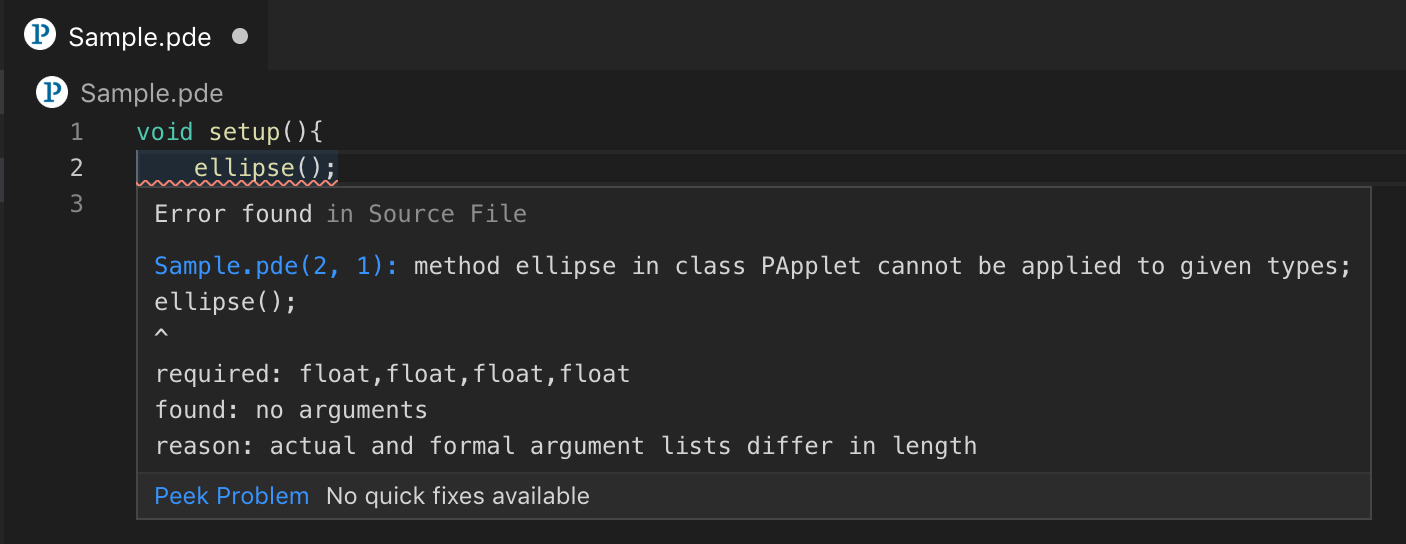 Sample.pde
Sample.pde
1 void setup(){
2 ellipse();
3
Error found in Source File
Sample.pde(2, 1): method ellipse in class PApplet cannot be applied to given types;
ellipse();
^
required: float,float,float,float
found: no arguments
reason: actual and formal argument lists differ in length
Peek Problem No quick fixes available